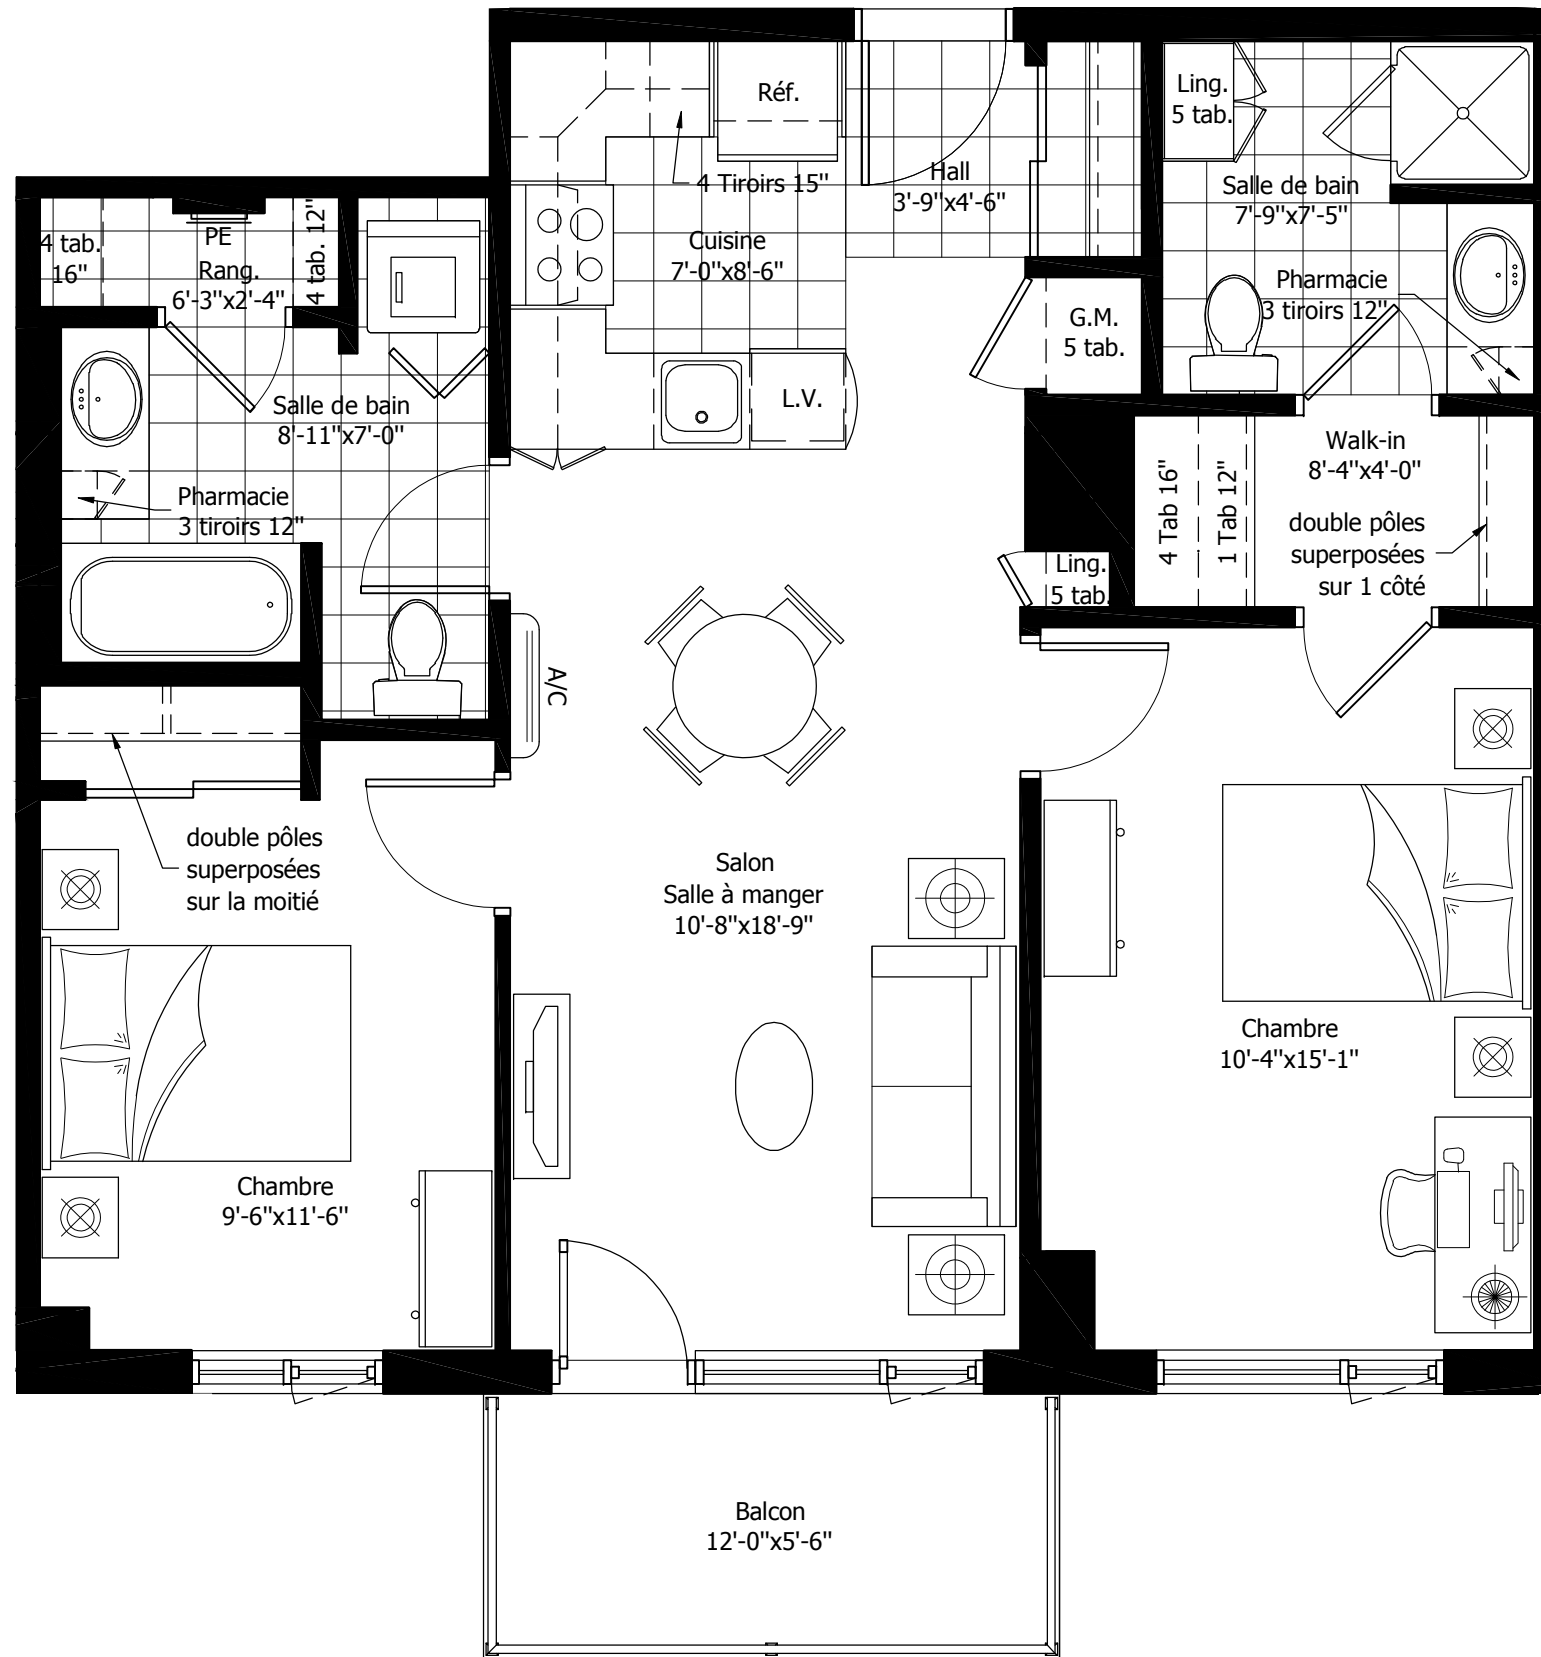 Réf.
4 Tiroirs 15"
Cuisine
7'-0"x8'-6"
Hall
3'-9"x4'-6"
Ling.
5 tab.
Salle de bain
7'-9"x7'-5"
Pharmacie
3 tiroirs 12"
G.M.
5 tab.
L.V.
4 tab.
16"
PE
Rang.
6'-3"x2'-4"
4 tab. 12"
Salle de bain
8'-11"x7'-0"
Pharmacie
3 tiroirs 12"
Walk-in
8'-4"x4'-0"
4 Tab 16"
1 Tab 12"
double pôles
superposées
sur 1 côté
Ling.
5 tab.
A/C
double pôles
superposées
sur la moitié
Salon
Salle à manger
10'-8"x18'-9"
Chambre
10'-4"x15'-1"
Chambre
9'-6"x11'-6"
Balcon
12'-0"x5'-6"